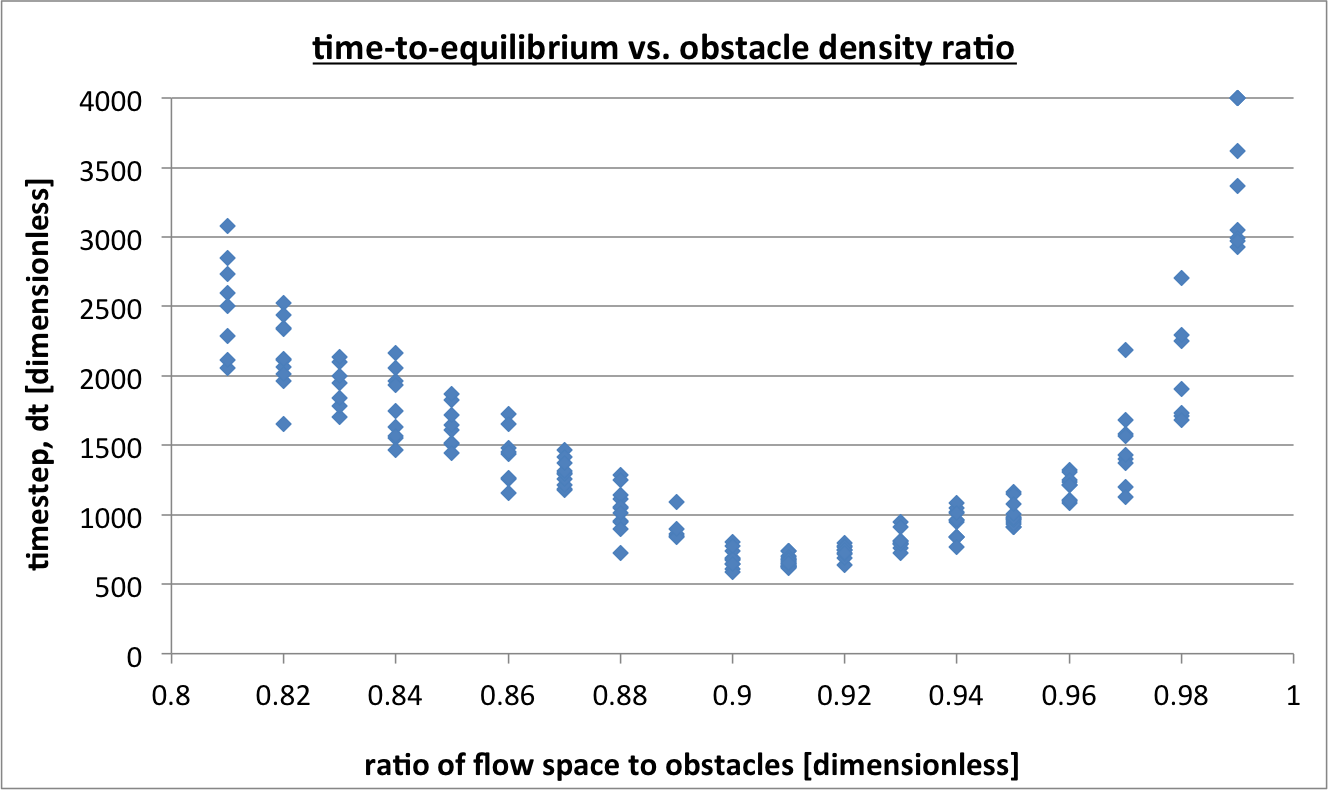 time-to-equilibrium vs. obstacle density ratio
timestep, dt [dimensionless]
4000
3500
3000
2500
2000
1500
1000
500
0
0.8 0.82 0.84 0.86 0.88 0.9 0.92 0.94 0.96 0.98 1
ratio of flow space to obstacles [dimensionless]